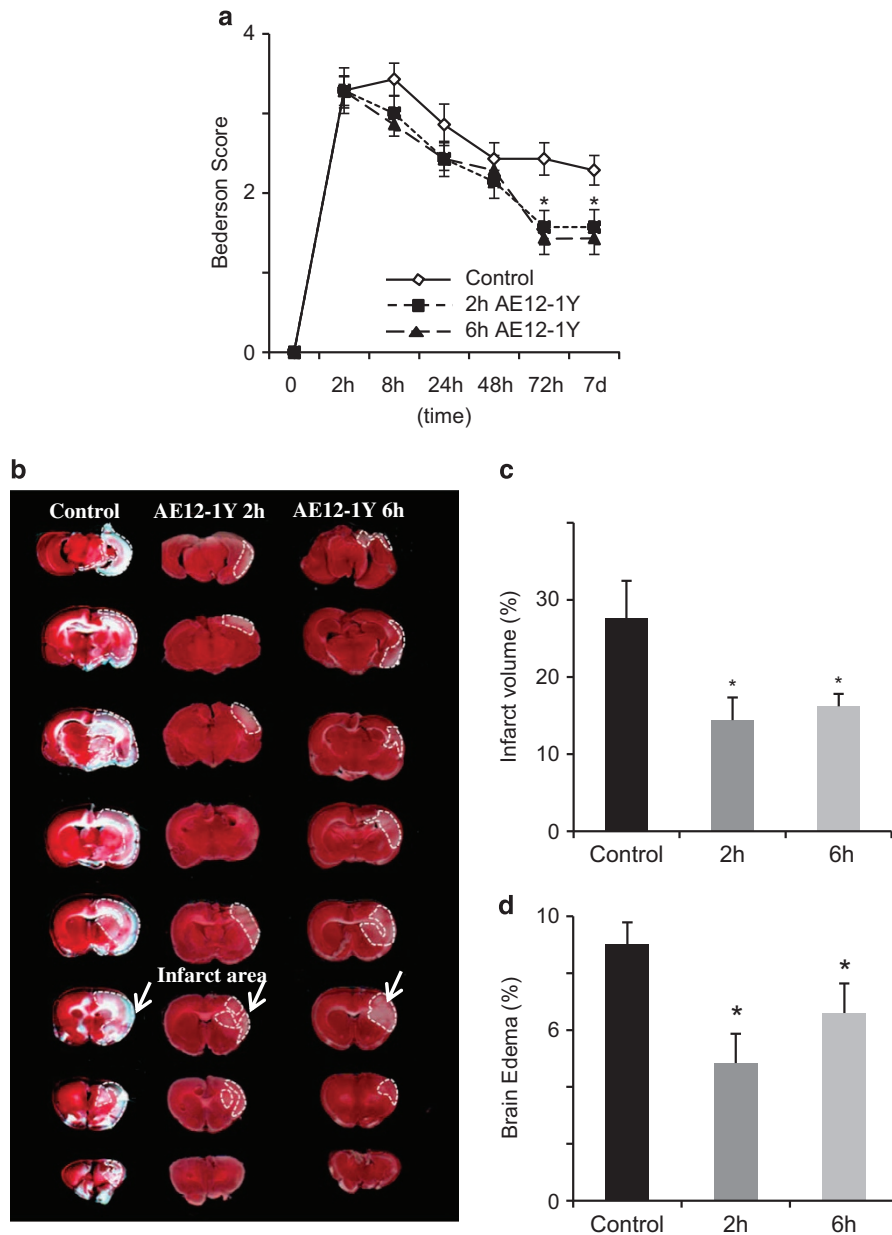 a
4
2
0
Bederson Score
Control
2h AE12-1Y
6h AE12-1Y
* *
0 2h 8h 24h 48h 72h 7d
(time)
b
Control AE12-1Y 2h AE12-1Y 6h
Infarct area
c
Infarct volume (%)
30
20
10
0
* *
Control 2h 6h
d
Brain Edema (%)
10
6
0
* *
Control 2h 6h